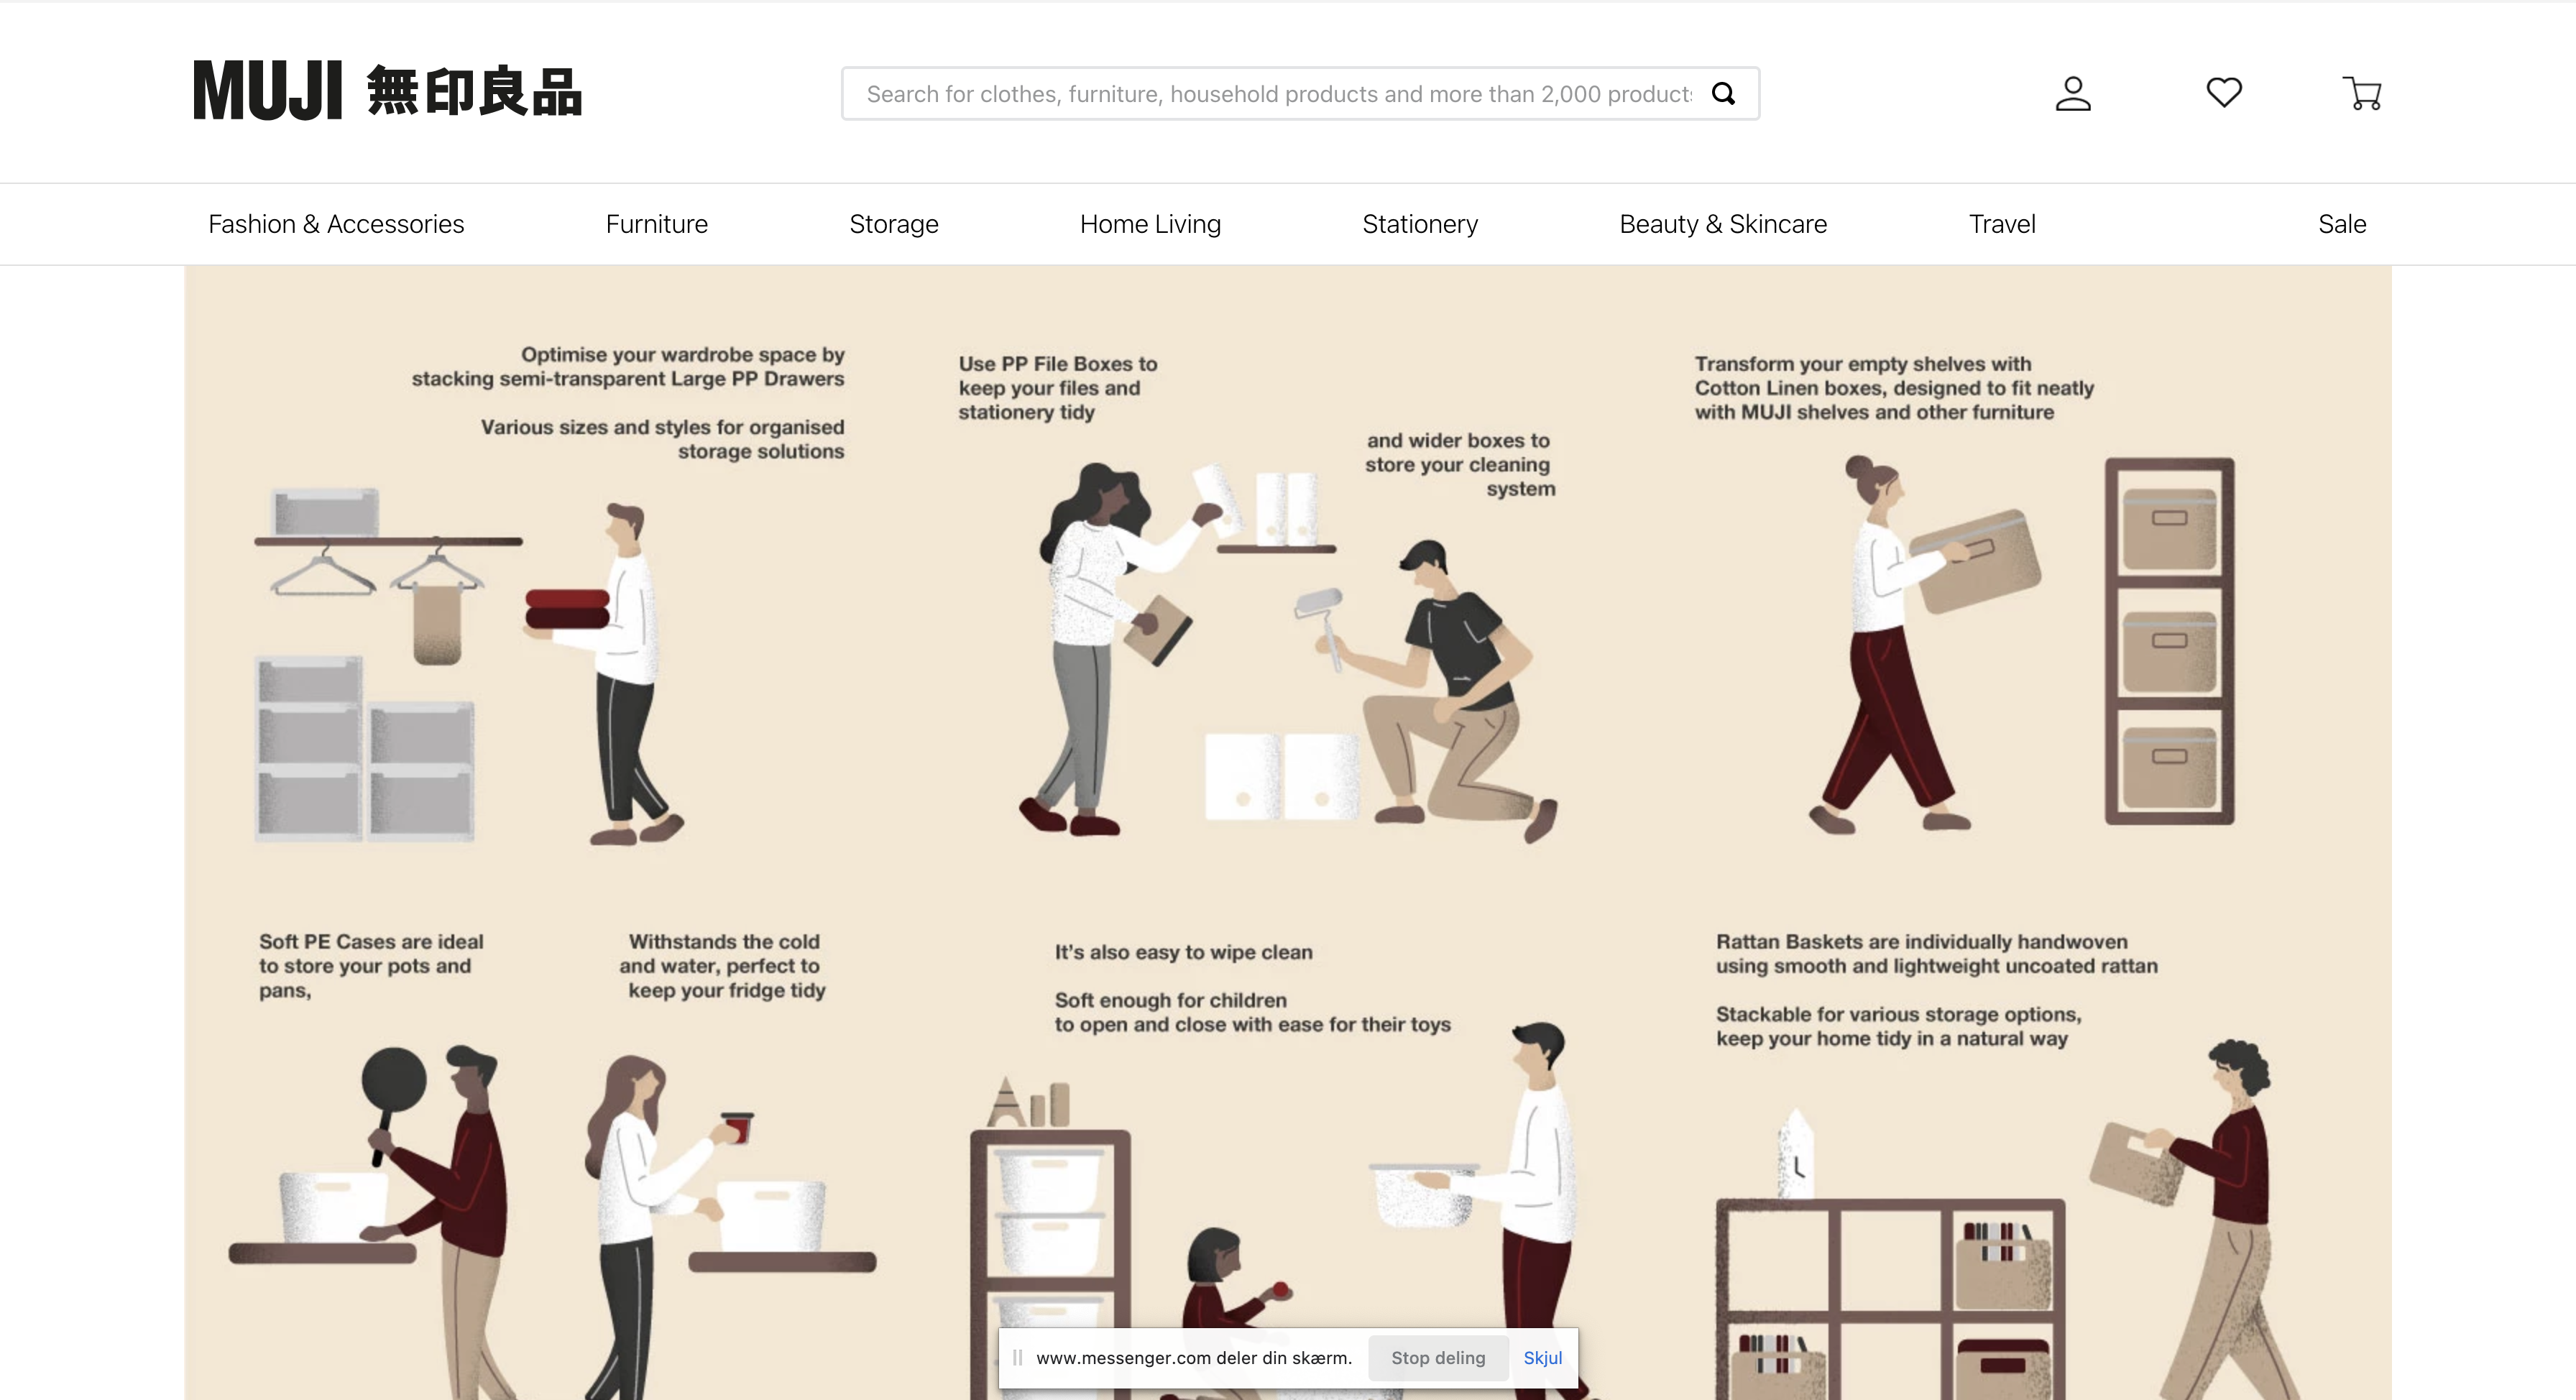 MUJI 無印良品
Search for clothes, furniture, household products and more than 2,000 product
Fashion & Accessories
Furniture
Storage
Home Living
Stationery
Beauty & Skincare
Travel
Sale
Optimise your wardrobe space by
stacking semi-transparent Large PP Drawers
Various sizes and styles for organised
storage solutions
Use PP File Boxes to
keep your files and
stationery tidy
and wider boxes to
store your cleaning
system
Transform your empty shelves with
Cotton Linen boxes, designed to fit neatly
with MUJI shelves and other furniture
Soft PE Cases are ideal
to store your pots and
pans,
Withstands the cold
and water, perfect to
keep your fridge tidy
It's also easy to wipe clean
Soft enough for children
to open and close with ease for their toys
Rattan Baskets are individually handwoven
using smooth and lightweight uncoated rattan
Stackable for various storage options,
keep your home tidy in a natural way
www.messenger.com deler din skærm.
Stop deling
Skjul